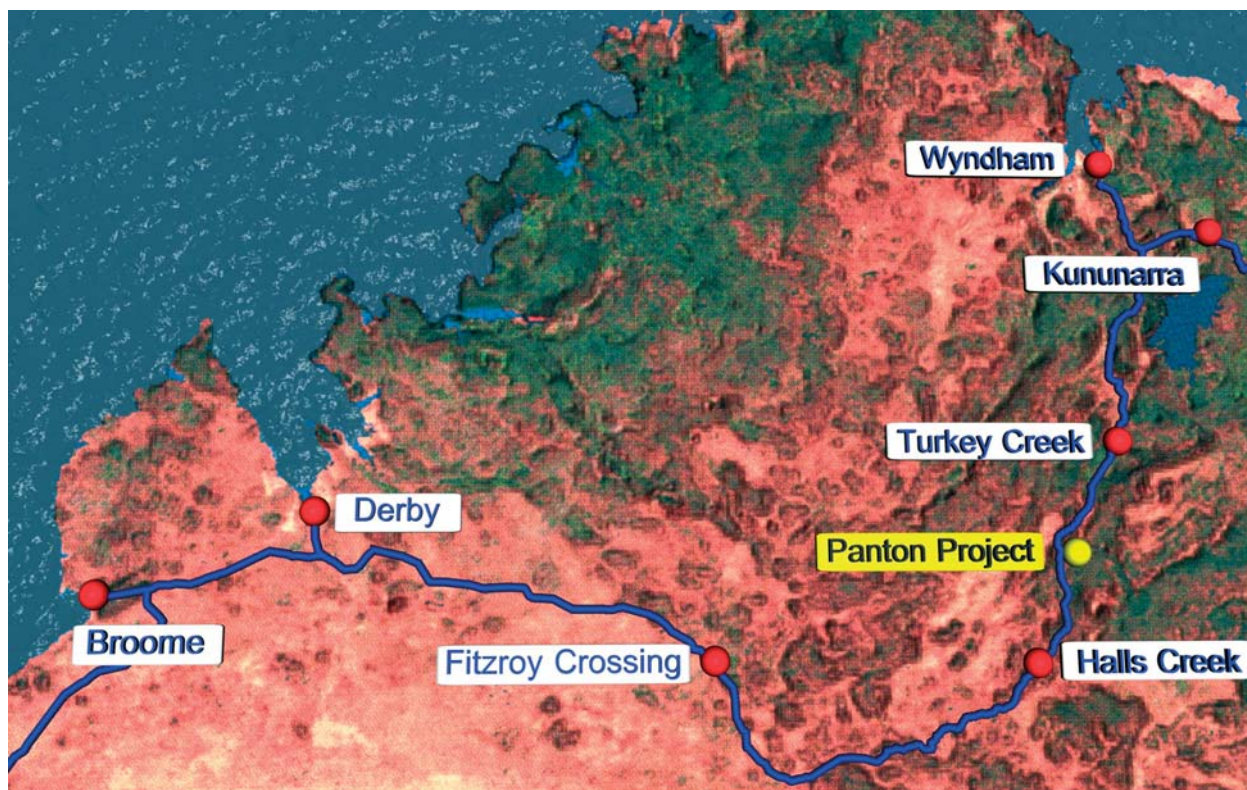 Wyndham
Kununarra
Turkey Creek
Derby
Panton Project
Broome
Fitzroy Crossing
Halls Creek